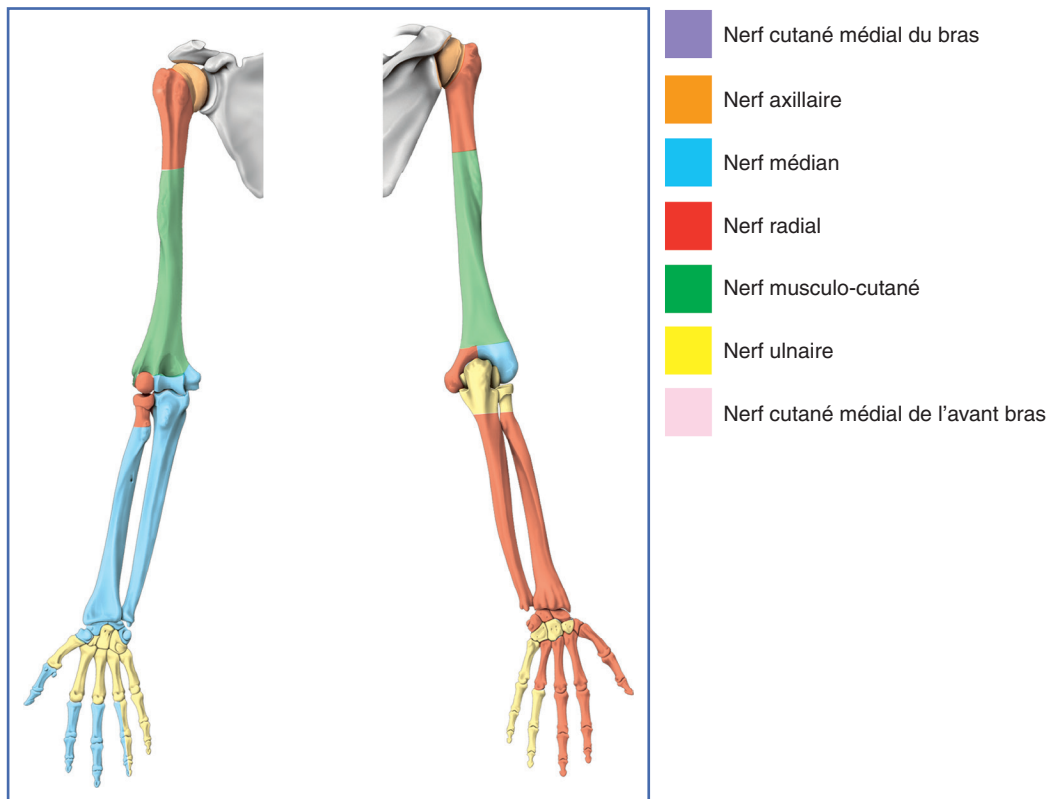 Nerf cutané médial du bras
Nerf axillaire
Nerf médian
Nerf radial
Nerf musculo-cutané
Nerf ulnaire
Nerf cutané médial de l'avant bras